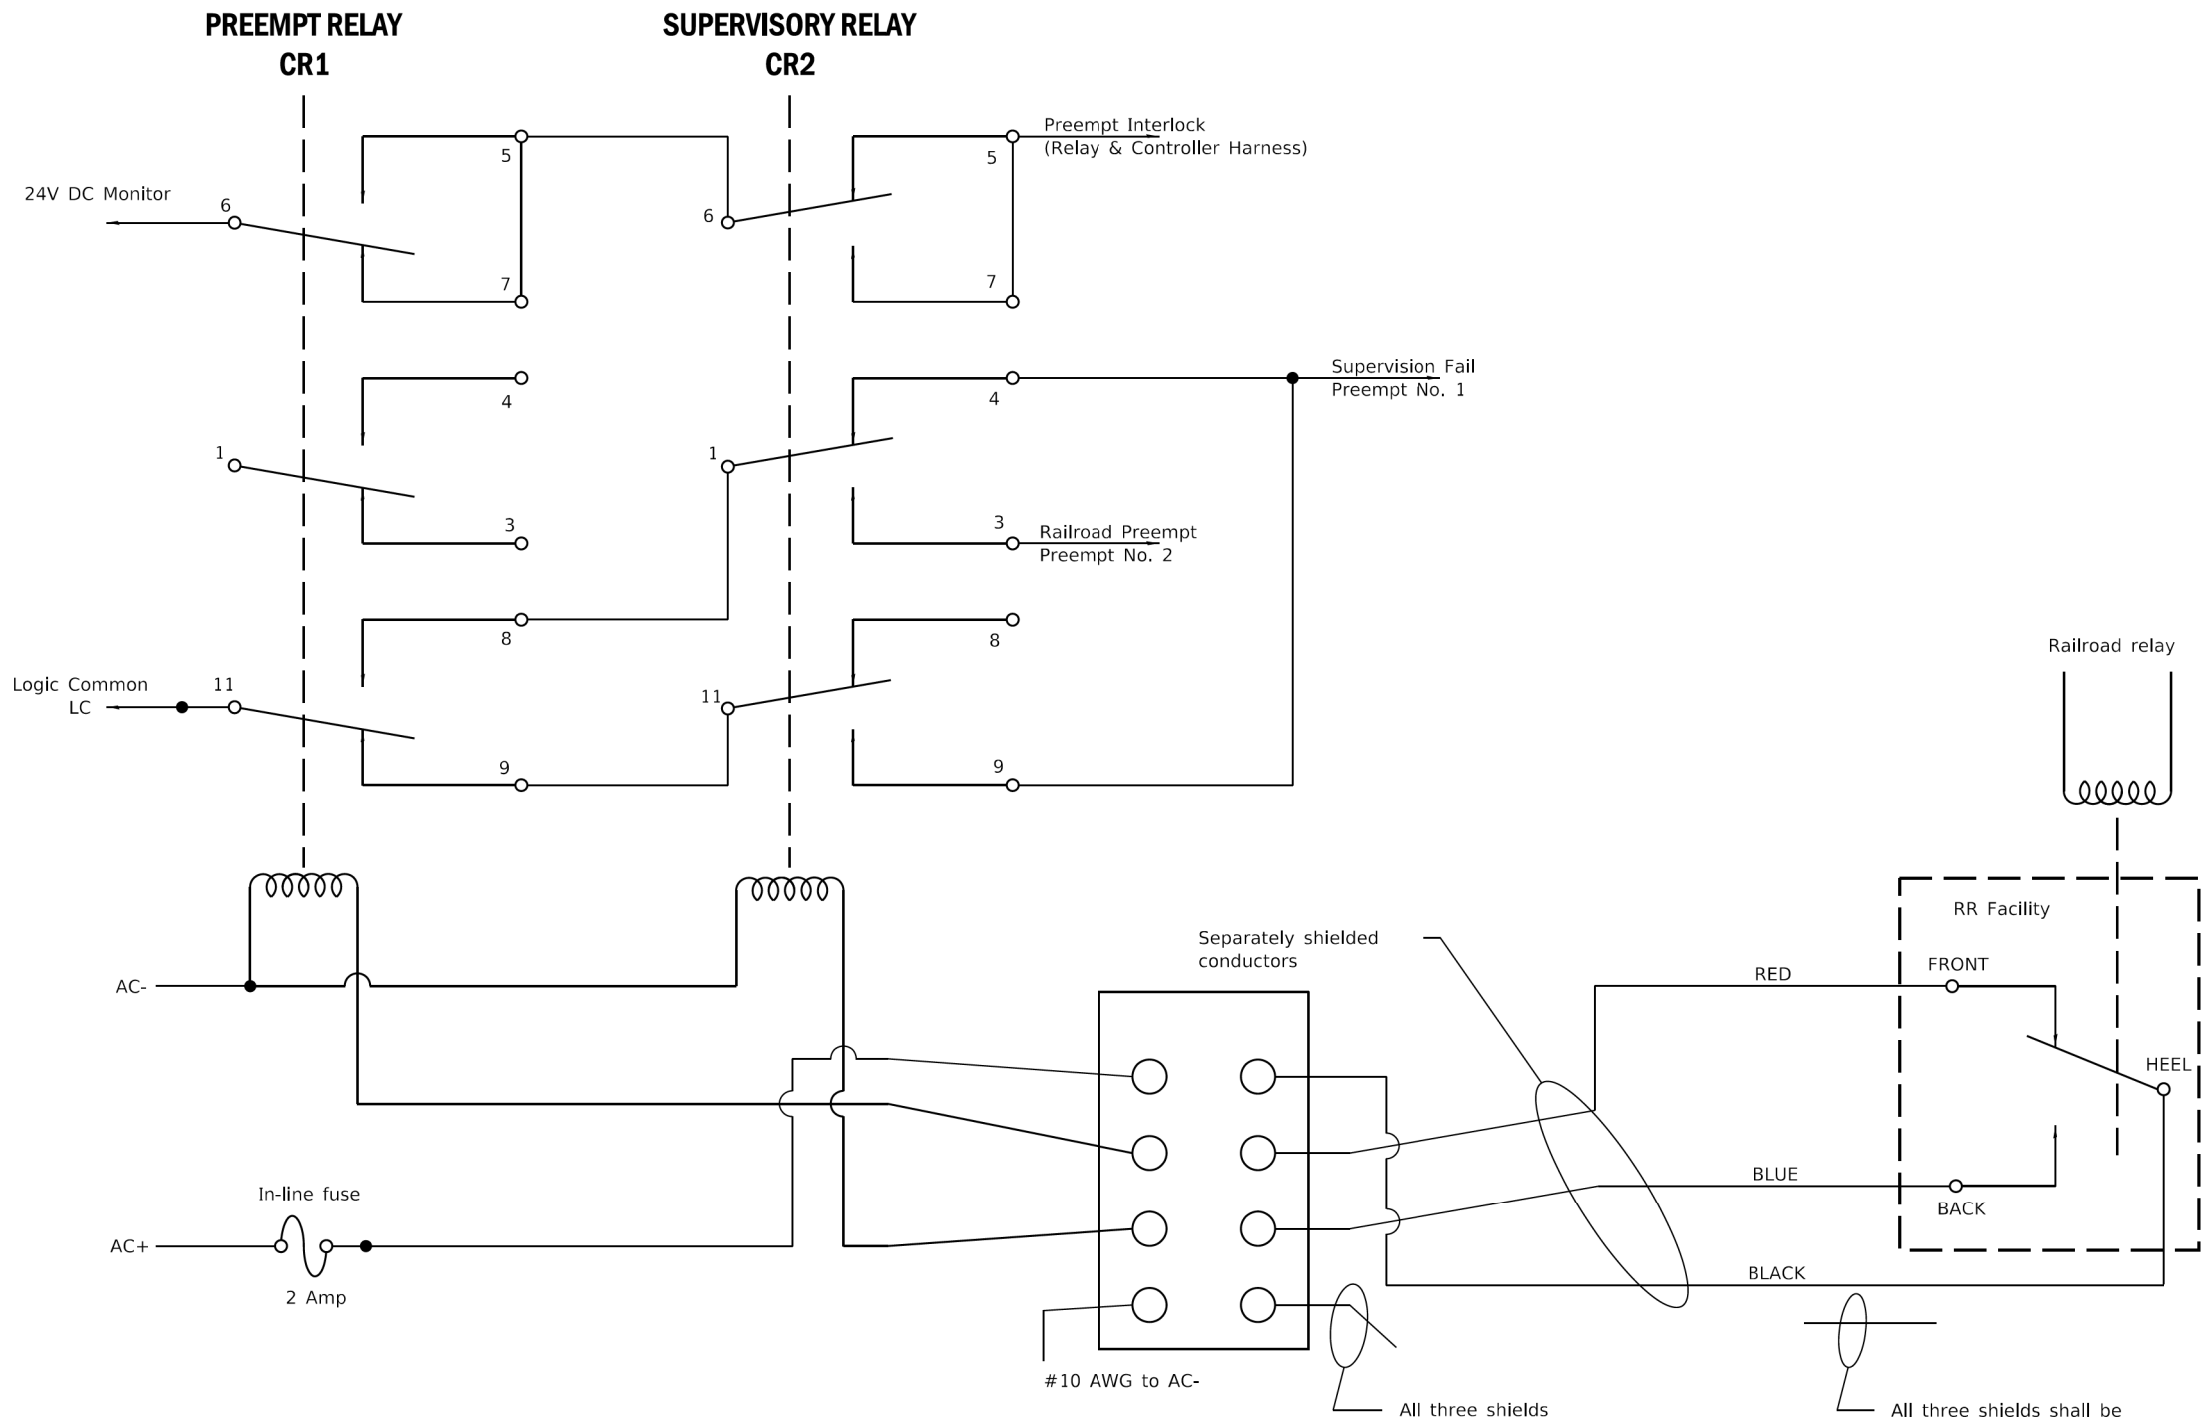 PREEMPT RELAY
CR1
SUPERVISORY RELAY
CR2
Preempt Interlock
(Relay & Controller Harness)
5
5
24V DC Monitor
6
6
7
7
Supervision Fail
Preempt No. 1
4
4
1
1
3
3
Railroad Preempt
Preempt No. 2
8
8
Railroad relay
Logic Common
LC
11
11
9
9
RR Facility
Separately shielded
conductors
FRONT
RED
AC-
HEEL
BLUE
BACK
In-line fuse
AC+
BLACK
2 Amp
#10 AWG to AC-
All three shields
All three shields shall be